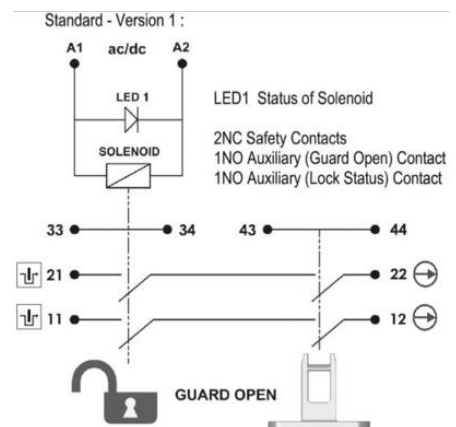 Standard - Version 1 :
A1 ac/dc A2
LED 1
LED1 Status of Solenoid
SOLENOID
2NC Safety Contacts
1NO Auxiliary (Guard Open) Contact
1NO Auxiliary (Lock Status) Contact
33 34 43 44
21 22
11 12
GUARD OPEN